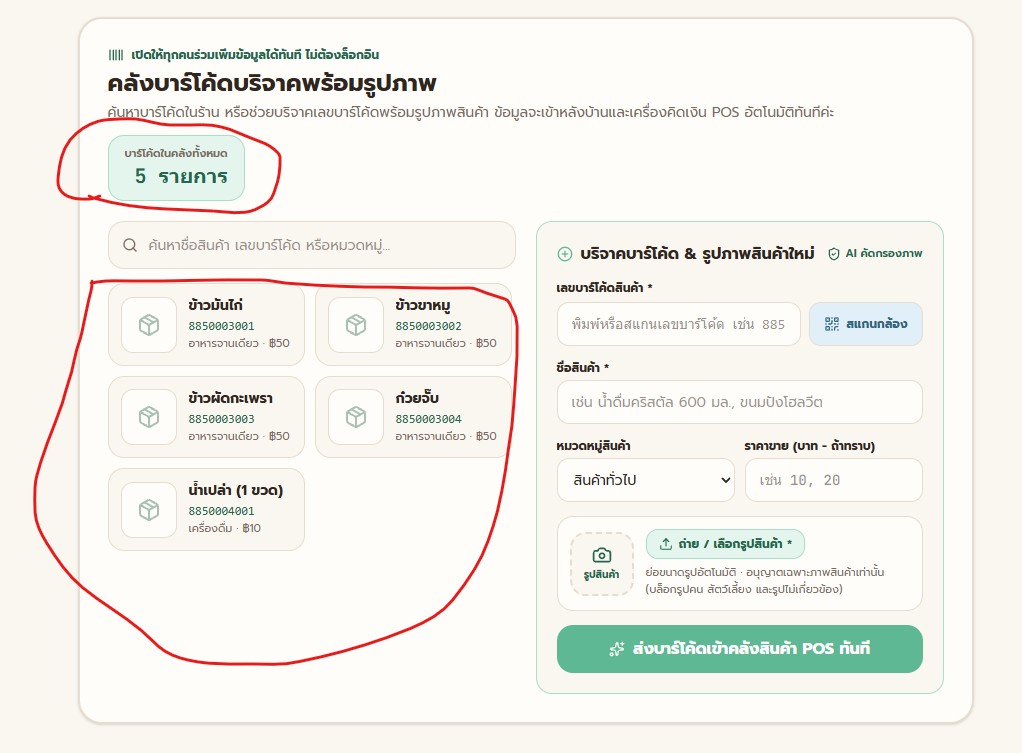 เปิดให้ทุกคนร่วมเพิ่มข้อมูลได้ทันที ไม่ต้องล็อกอิน
คลังบาร์โค้ดบริจาคพร้อมรูปภาพ
ค้นหาบาร์โค้ดในร้าน หรือช่วยบริจาคเลขบาร์โค้ดพร้อมรูปภาพสินค้า ข้อมูลจะเข้าหลังบ้านและเครื่องคิดเงิน POS อัตโนมัติทันทีค่ะ
บาร์โค้ดในคลังทั้งหมด
5 รายการ
ค้นหาชื่อสินค้า เลขบาร์โค้ด หรือหมวดหมู่...
ข้าวมันไก่
8850003001
อาหารจานเดียว · ฿50
ข้าวขาหมู
8850003002
อาหารจานเดียว · ฿50
ข้าวผัดกะเพรา
8850003003
อาหารจานเดียว · ฿50
ก๋วยจั๊บ
8850003004
อาหารจานเดียว · ฿50
น้ำเปล่า (1 ขวด)
8850004001
เครื่องดื่ม · ฿10
บริจาคบาร์โค้ด & รูปภาพสินค้าใหม่
AI คัดกรองภาพ
เลขบาร์โค้ดสินค้า *
พิมพ์หรือสแกนเลขบาร์โค้ด เช่น 885
สแกนกล้อง
ชื่อสินค้า *
เช่น น้ำดื่มคริสตัล 600 มล., ขนมปังโฮลวีต
หมวดหมู่สินค้า
ราคาขาย (บาท - ถ้าทราบ)
สินค้าทั่วไป
เช่น 10, 20
รูปสินค้า
ถ่าย / เลือกรูปสินค้า *
ย่อขนาดรูปอัตโนมัติ · อนุญาตเฉพาะภาพสินค้าเท่านั้น
(บล็อกรูปคน สัตว์เลี้ยง และรูปไม่เกี่ยวข้อง)
ส่งบาร์โค้ดเข้าคลังสินค้า POS ทันที